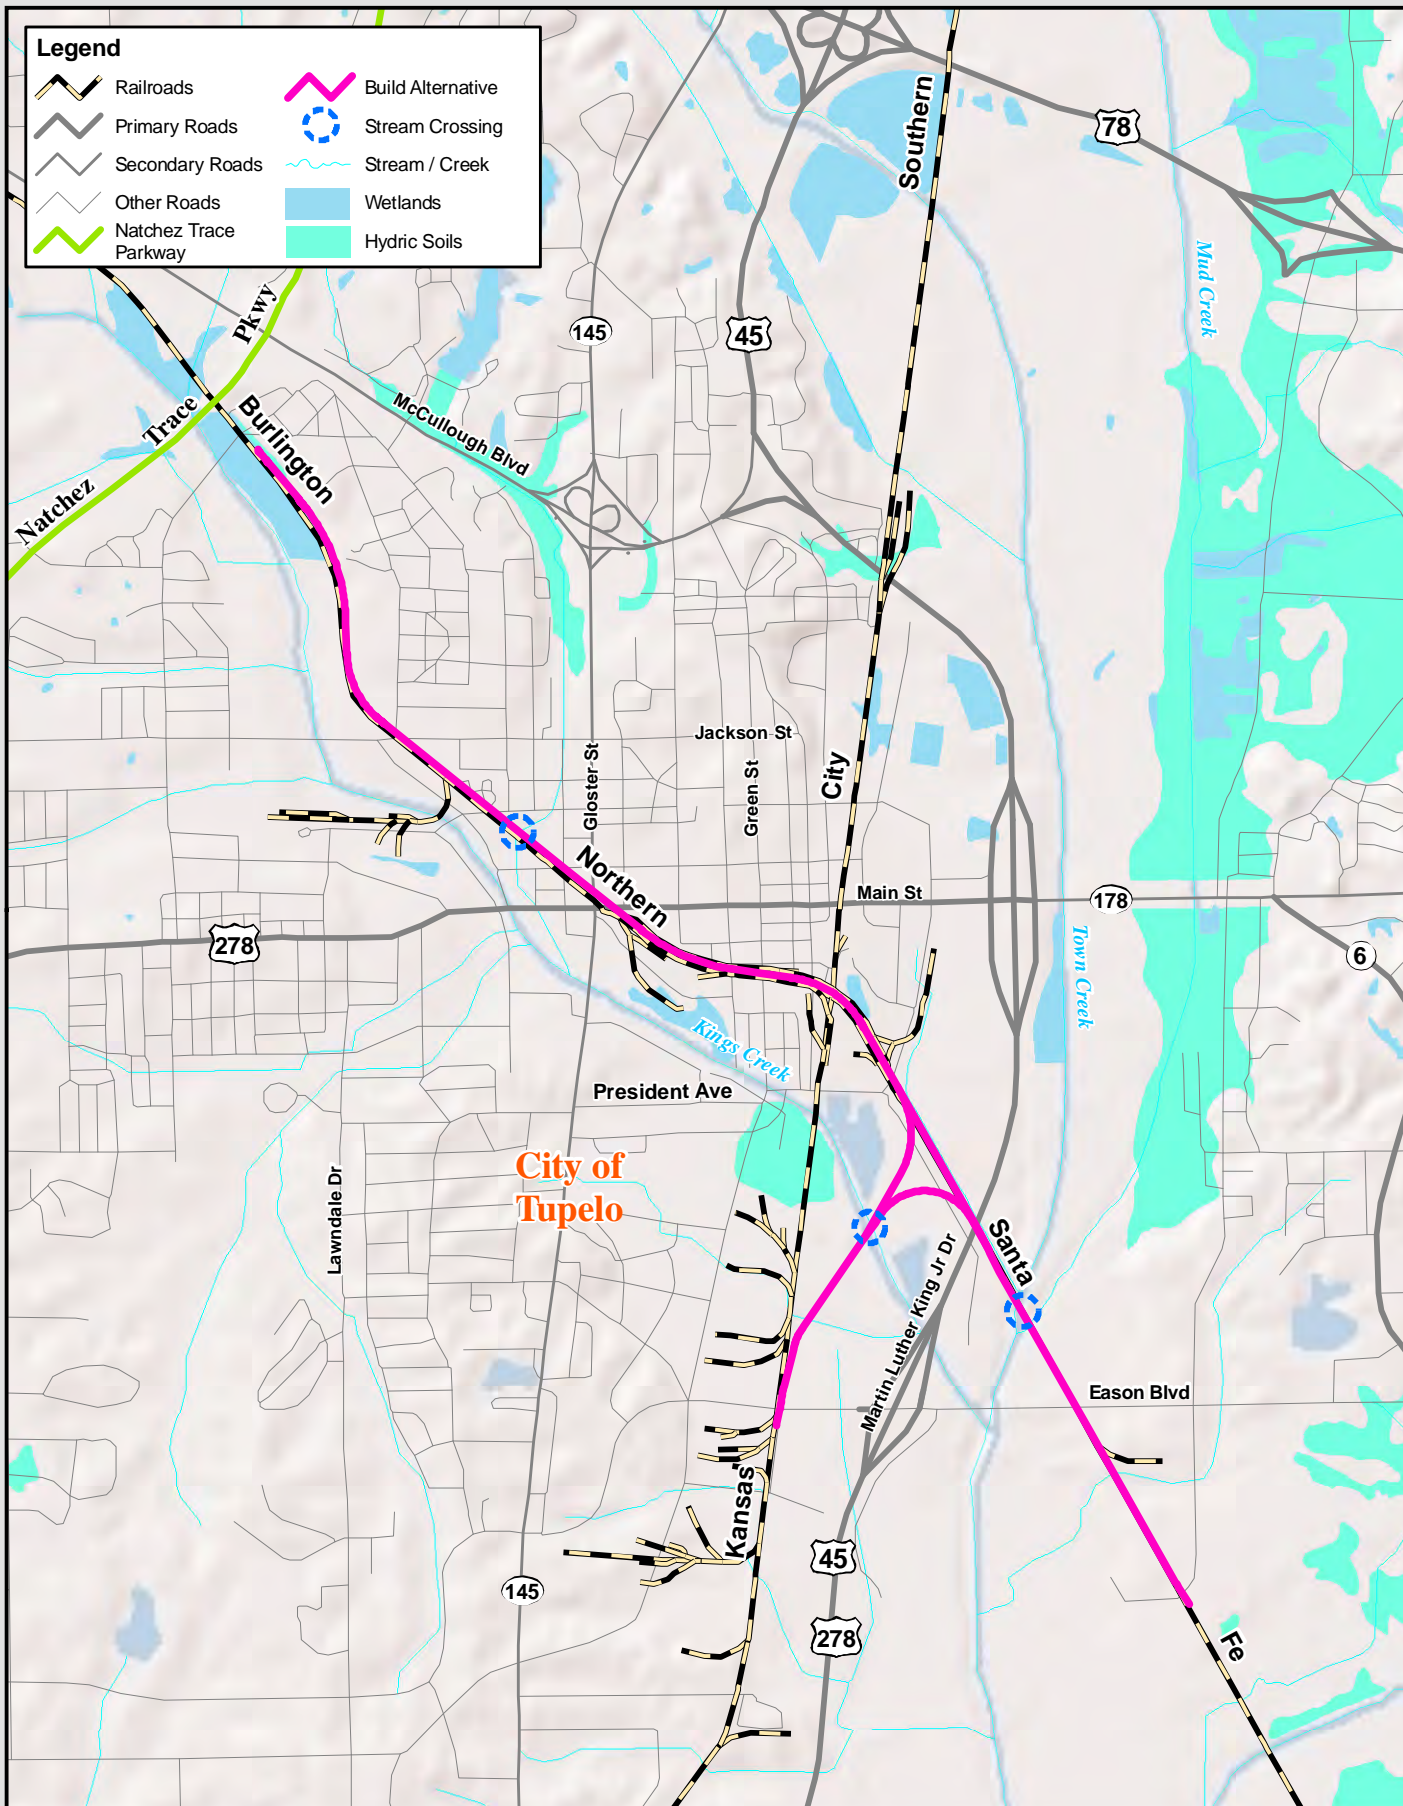 Legend
Railroads
Primary Roads
Secondary Roads
Other Roads
Natchez Trace
Parkway
Build Alternative
Stream Crossing
Stream / Creek
Wetlands
Hydric Soils
Southern
78
Mud Creek
Pkwy
145
45
Trace
Burlington
McCullough Blvd
Natchez
Jackson St
Gloster St
Green St
City
Northern
Main St
178
278
6
Town Creek
Kings Creek
President Ave
City of
Tupelo
Lawndale Dr
Santa
Martin Luther King Jr Dr
Eason Blvd
Kansas
45
145
278
Fe